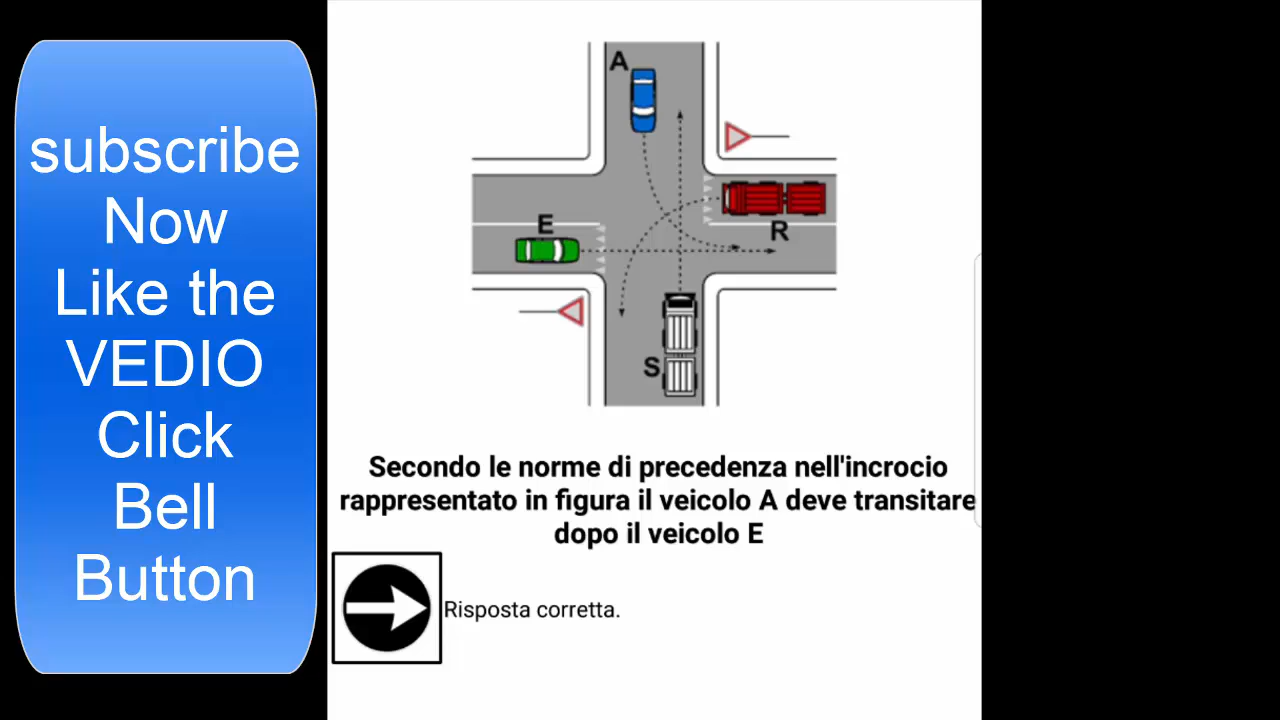 subscribe
Now
Like the
VEDIO
Click
Bell
Button
A
E
R
S
Secondo le norme di precedenza nell'incrocio
rappresentato in figura il veicolo A deve transitare
dopo il veicolo E
Risposta corretta.